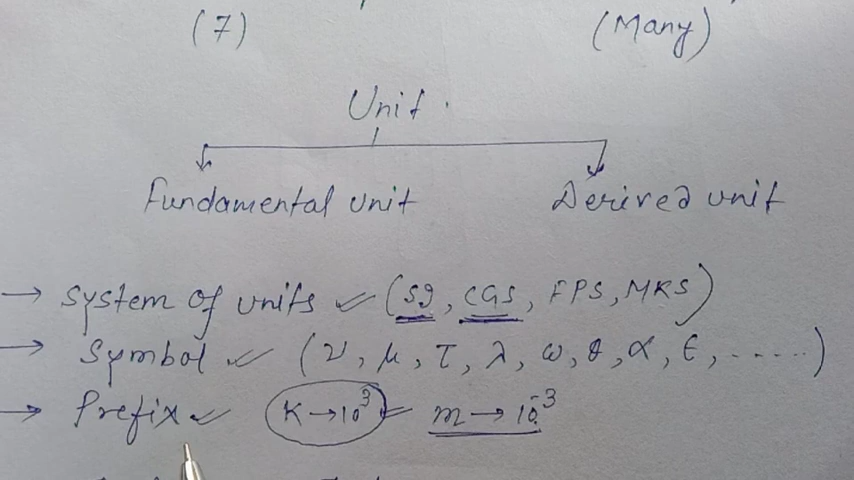 (7) (Many)
Unit
Fundamental unit Derived unit
→ System of units ✓ (SI, CGS, FPS, MKS)
→ Symbol ✓ (ν, μ, τ, λ, ω, θ, α, ϵ, ......)
→ Prefix ✓ K → 10³ m → 10⁻³